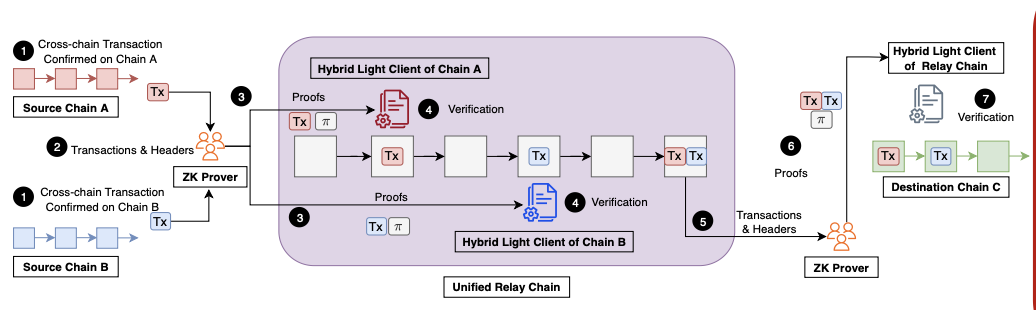 1
Cross-chain Transaction
Confirmed on Chain A
Tx
Source Chain A
2
Transactions & Headers
ZK Prover
1
Cross-chain Transaction
Confirmed on Chain B
Tx
Source Chain B
Hybrid Light Client of Chain A
3
Proofs
Tx π
4
Verification
Tx
Tx
Tx Tx
3
Proofs
Tx π
4
Verification
Hybrid Light Client of Chain B
Unified Relay Chain
5
Transactions
& Headers
ZK Prover
Tx Tx
π
6
Proofs
Hybrid Light Client
of Relay Chain
7
Verification
Tx
Tx
Destination Chain C